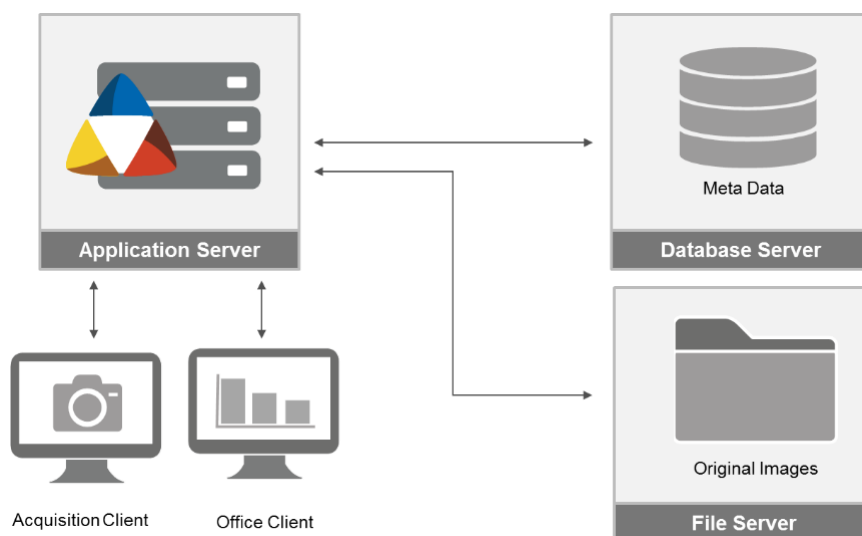 Meta Data
Application Server
Database Server
Original Images
Acquisition Client
Office Client
File Server